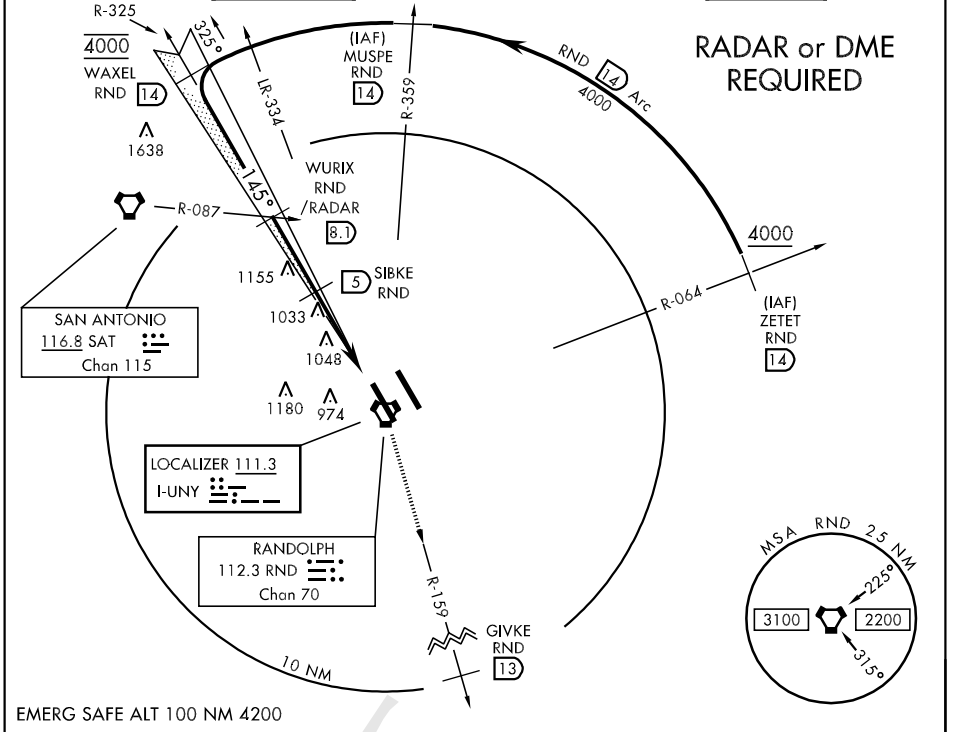 R-325
4000
WAXEL
RND 14
325°
(IAF)
MUSPE
RND
14
RND 14 Arc
4000
RADAR or DME
REQUIRED
LR-334
R-359
1638
145°
WURIX
RND
/RADAR
8.1
R-087
4000
R-064
(IAF)
ZETET
RND
14
1155
5 SIBKE
RND
1033
1048
SAN ANTONIO
116.8 SAT
Chan 115
1180
974
LOCALIZER 111.3
I-UNY
RANDOLPH
112.3 RND
Chan 70
R-159
GIVKE
RND
13
10 NM
MSA RND 25 NM
225°
3100
2200
315°
EMERG SAFE ALT 100 NM 4200